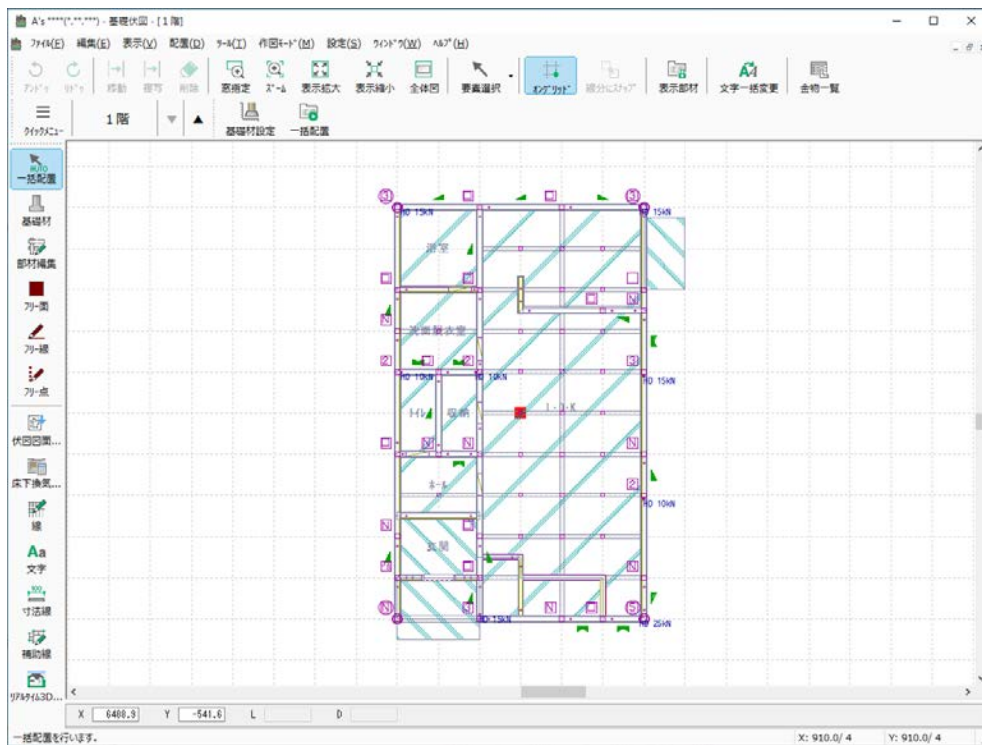 A's ****(*.**.***) - 基礎伏図 - [1階]
ﾌｧｲﾙ(F) 編集(E) 表示(V) 配置(D) ﾂｰﾙ(T) 作図ﾓｰﾄﾞ(M) 設定(S) ｳｨﾝﾄﾞｳ(W) ﾍﾙﾌﾟ(H)
ｱﾝﾄﾞｩ ﾘﾄﾞｩ 移動 複写 削除 窓指定 ｽﾞｰﾑ 表示拡大 表示縮小 全体図 要素選択 ｵﾝｸﾞﾘｯﾄﾞ 線分にｽﾅｯﾌﾟ 表示部材 文字一括変更 金物一覧
ｸｲｯｸﾒﾆｭｰ 1階 基礎材設定 一括配置
AUTO
一括配置
基礎材
部材編集
ﾌﾘｰ面
ﾌﾘｰ線
ﾌﾘｰ点
伏図図面...
床下換気...
線
Aa
文字
寸法線
補助線
ﾘｱﾙﾀｲﾑ3D...
3 3
HD 15kN HD 15kN
浴室
N
N
洗面脱衣室
2 2 3
HD 10kN HD 10kN HD 15kN
ﾄｲﾚ 収納 L・D・K
N N N
ﾎｰﾙ
2
HD 10kN
N
玄関
N
N N 5
HD 15kN HD 25kN
X 6488.9 Y -541.6 L D
一括配置を行います。 X: 910.0/ 4 Y: 910.0/ 4